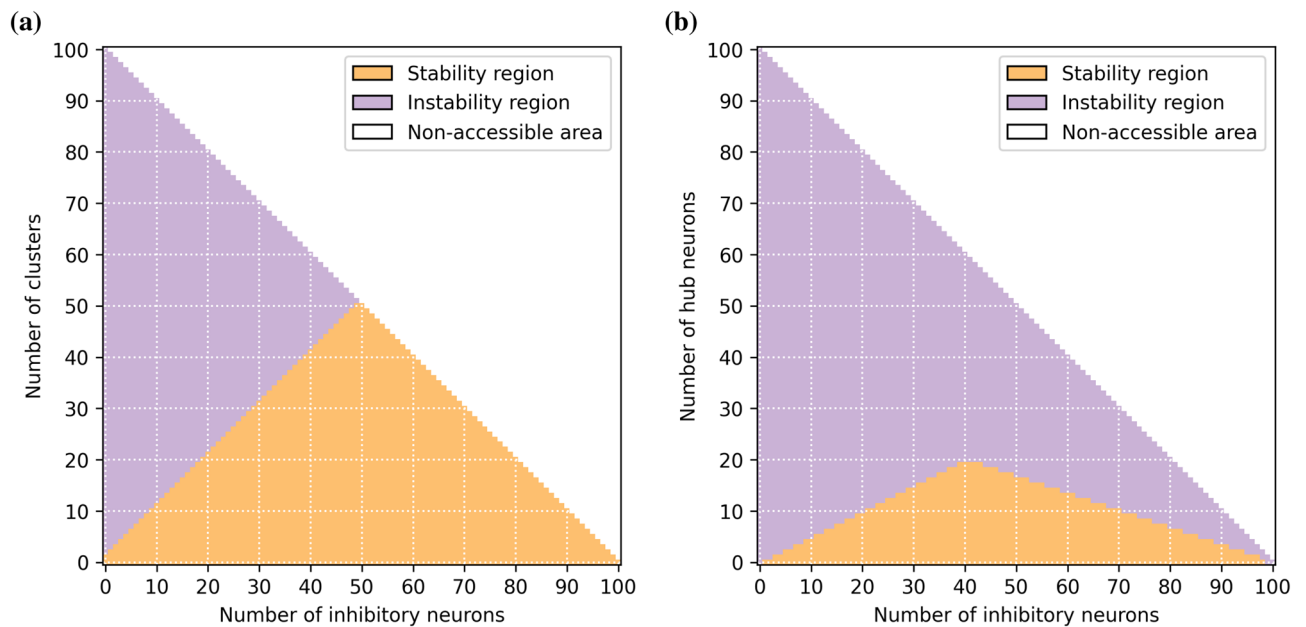 (a)
Number of clusters
100
90
80
70
60
50
40
30
20
10
0
Stability region
Instability region
Non-accessible area
0 10 20 30 40 50 60 70 80 90 100
Number of inhibitory neurons
(b)
Number of hub neurons
100
90
80
70
60
50
40
30
20
10
0
Stability region
Instability region
Non-accessible area
0 10 20 30 40 50 60 70 80 90 100
Number of inhibitory neurons